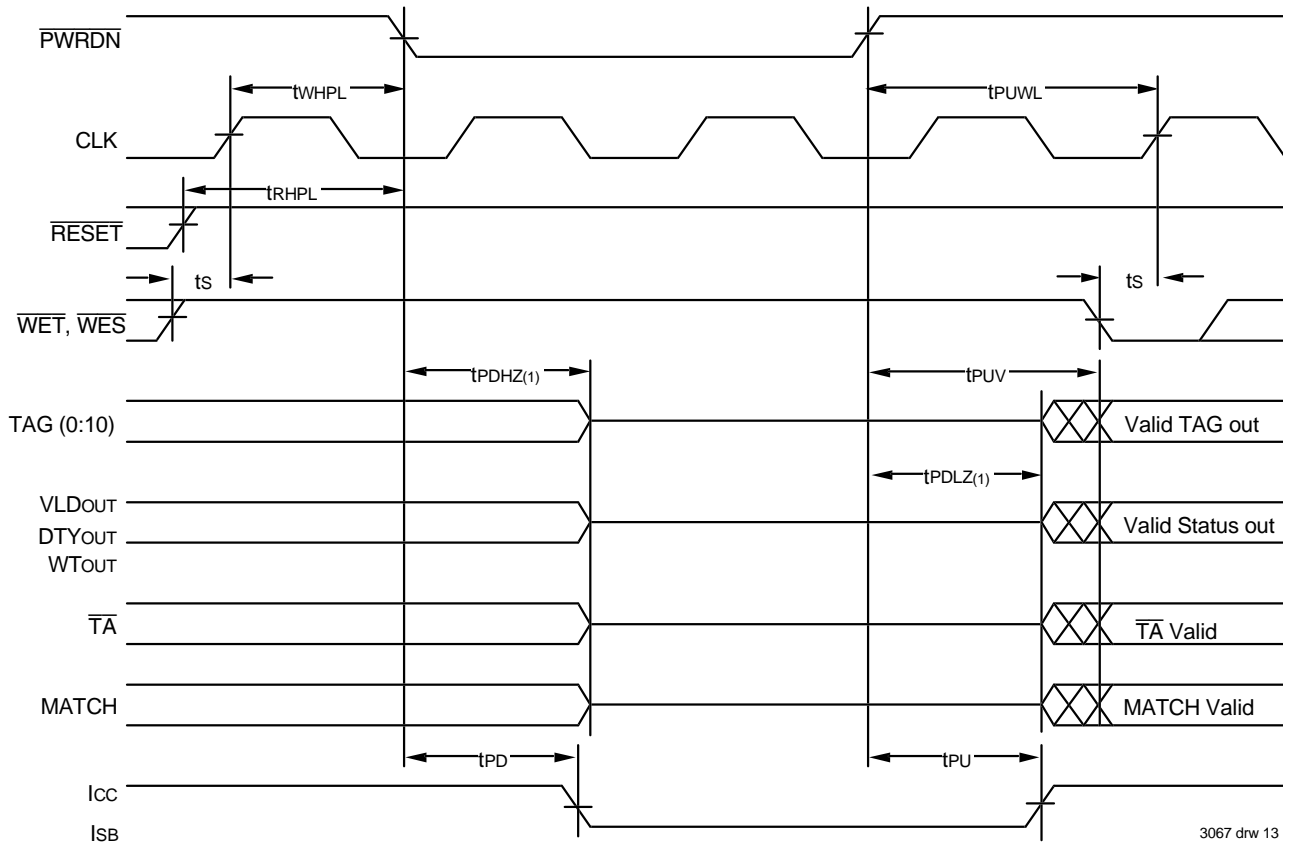 PWRDN
tWHPL
tPUWL
CLK
tRHPL
RESET
ts
ts
WET, WES
tPDHZ(1)
tPUV
TAG (0:10)
Valid TAG out
tPDLZ(1)
VLDOUT
DTYOUT
WTOUT
Valid Status out
TA
TA Valid
MATCH
MATCH Valid
tPD
tPU
ICC
ISB
3067 drw 13